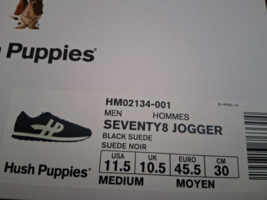 h Puppies®
HM02134-001
MEN HOMMES
SEVENTY8 JOGGER
BLACK SUEDE
SUEDE NOIR
USA UK EURO CM
11.5 10.5 45.5 30
Hush Puppies®
MEDIUM MOYEN